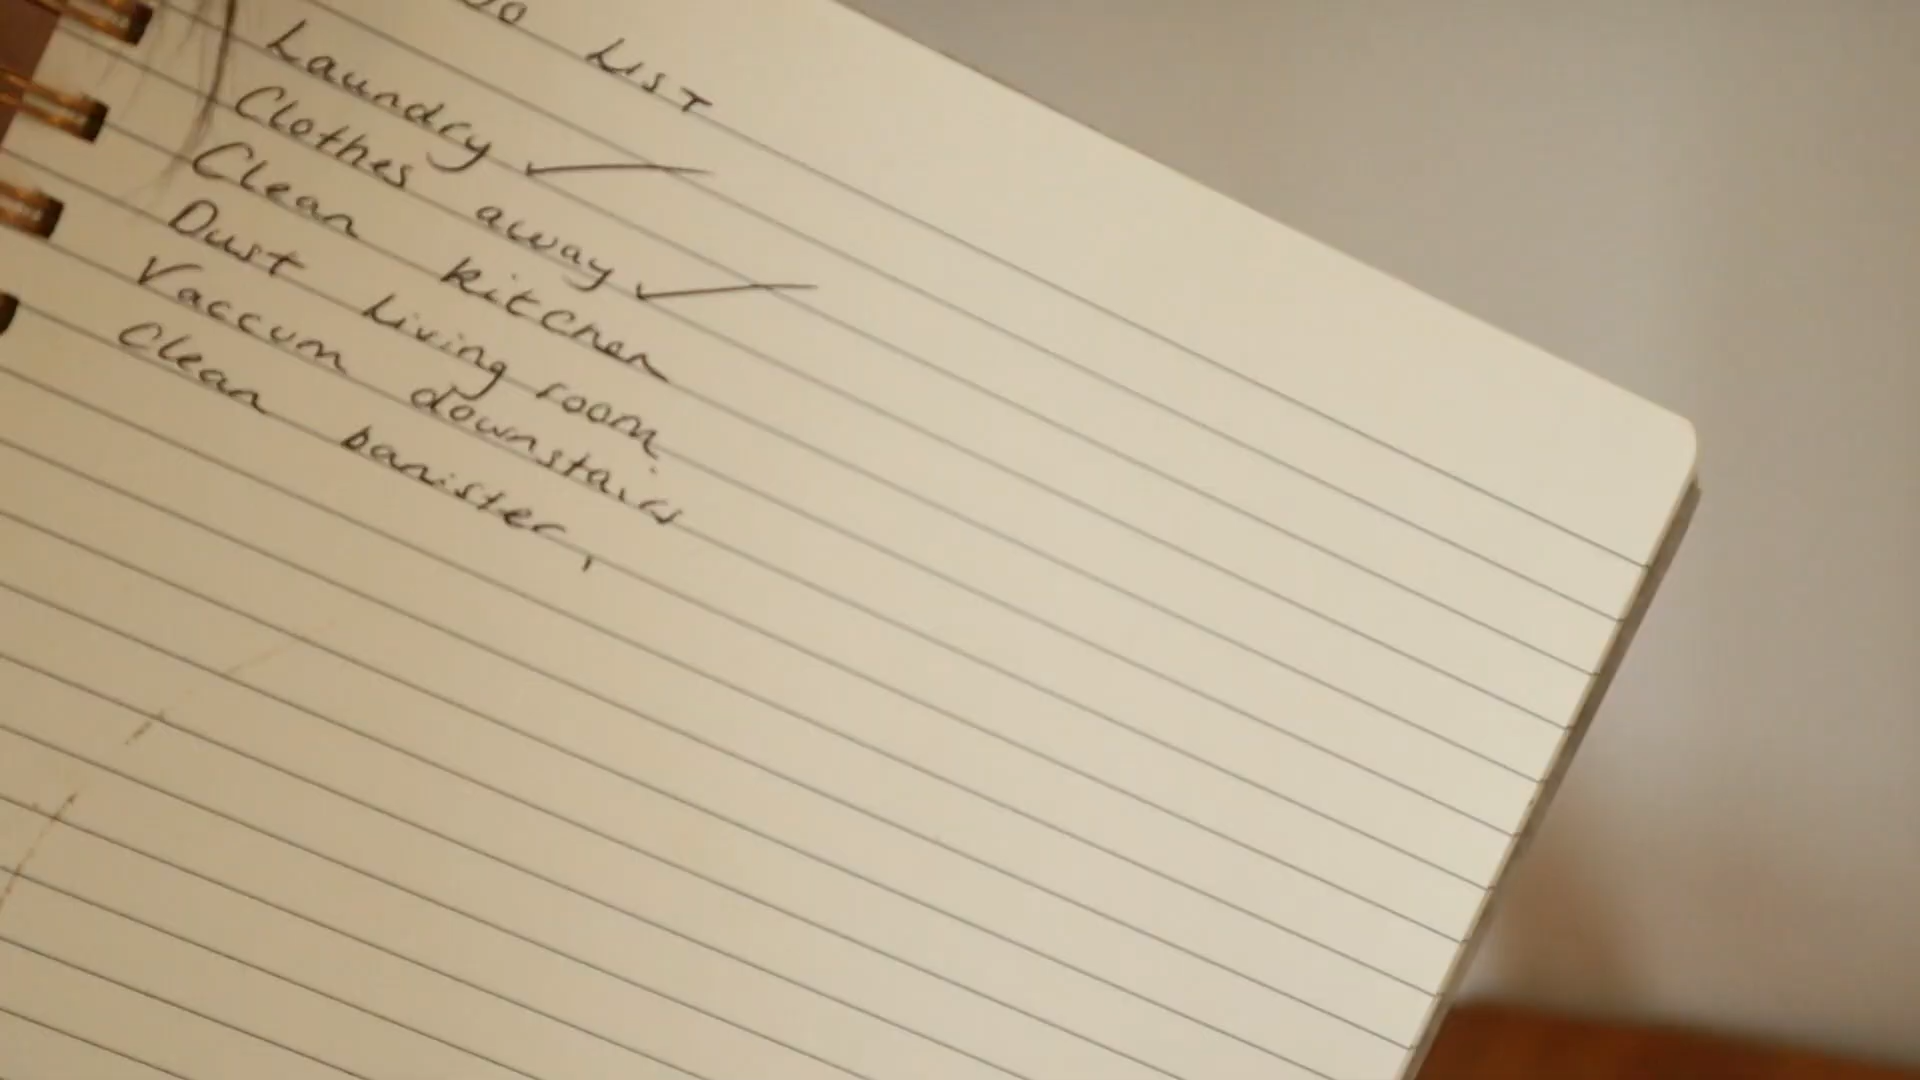 LIST
Laundry ✓
Clothes away ✓
Clean kitchen
Dust living room
Vaccum downstairs
Clean banister,